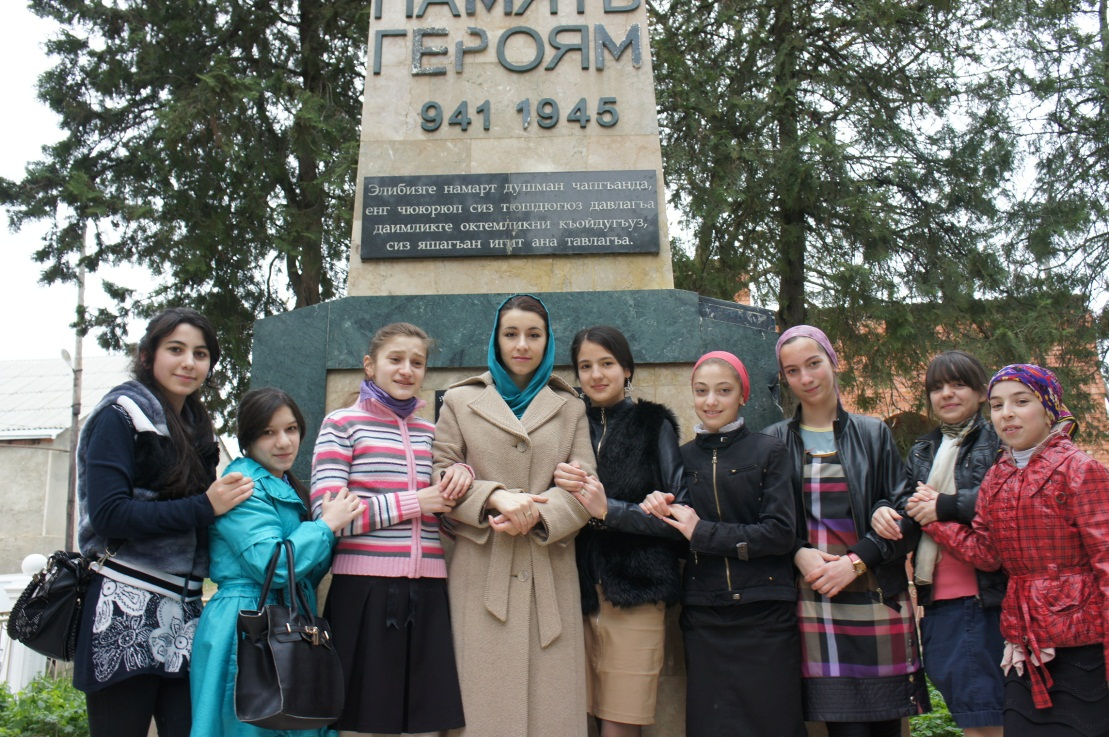 ПАМЯТЬ
ГЕРОЯМ
941 1945
Элибизге намарт душман чапгъанда,
енг чююрюп сиз тюшдюгюз давлагъа
даимликге октемликни къойдугъуз,
сиз яшагъан игит ана тавлагъа.